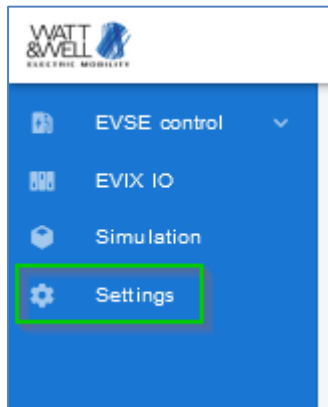 WATT
&WELL
ELECTRIC MOBILITY
EVSE control
EVIX IO
Simulation
Settings